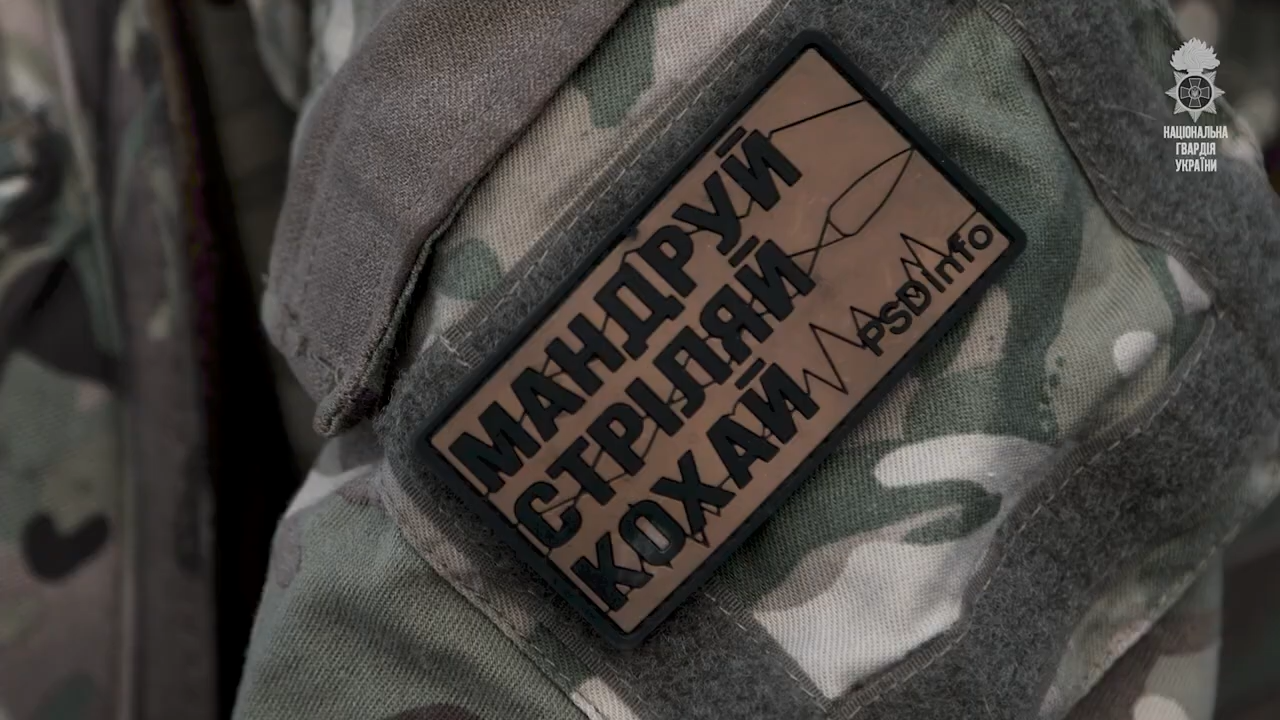 МАНДРУЙ
СТРІЛЯЙ
КОХАЙ
PSDinfo
НАЦІОНАЛЬНА
ГВАРДІЯ
УКРАЇНИ